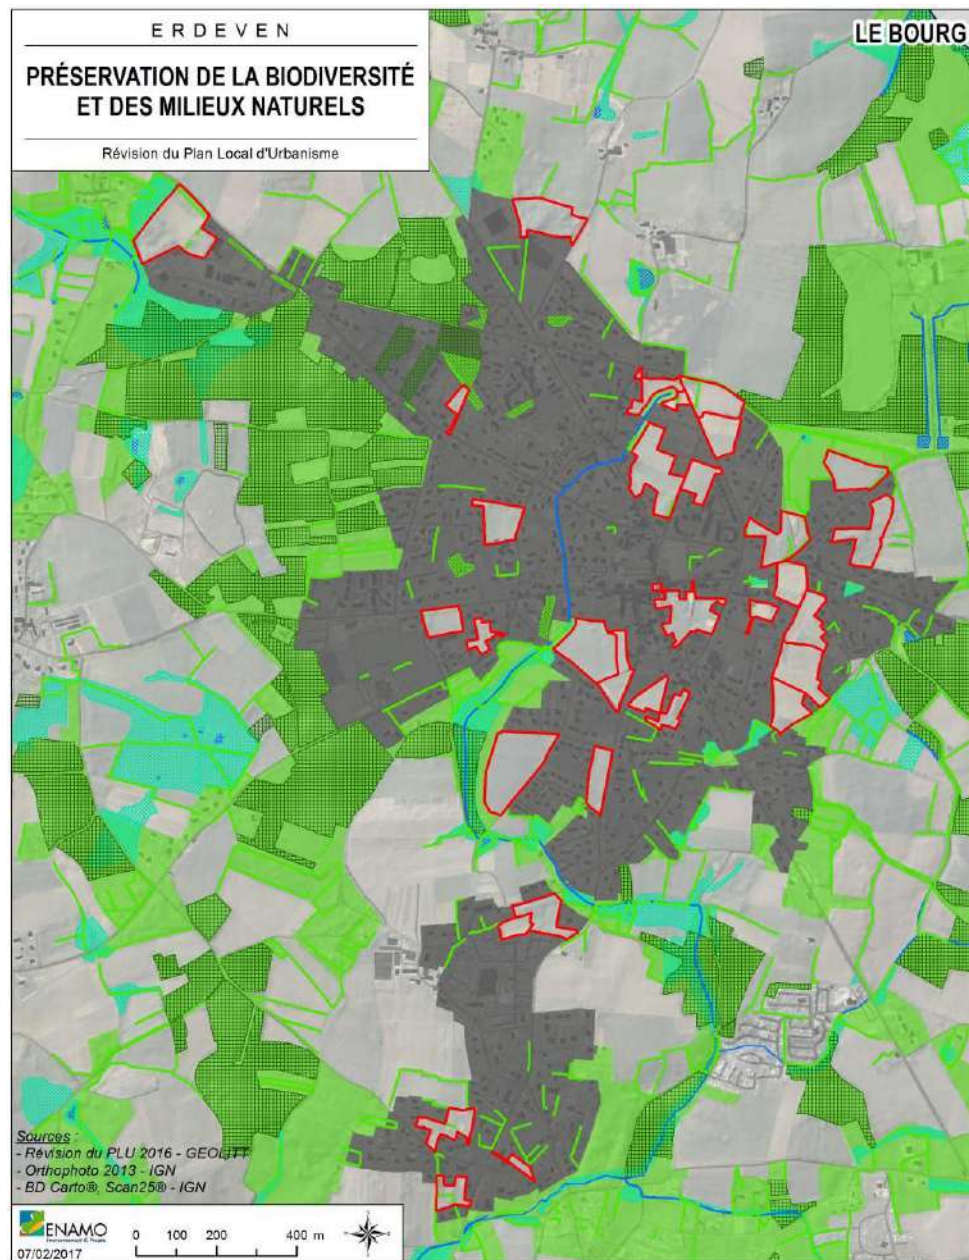 ERDEVEN
PRÉSERVATION DE LA BIODIVERSITÉ
ET DES MILIEUX NATURELS
Révision du Plan Local d'Urbanisme
LE BOURG
Sources :
- Révision du PLU 2016 - GEOLITT
- Orthophoto 2013 - IGN
- BD Carto®, Scan25® - IGN
ENAMO
07/02/2017
0 100 200 400 m